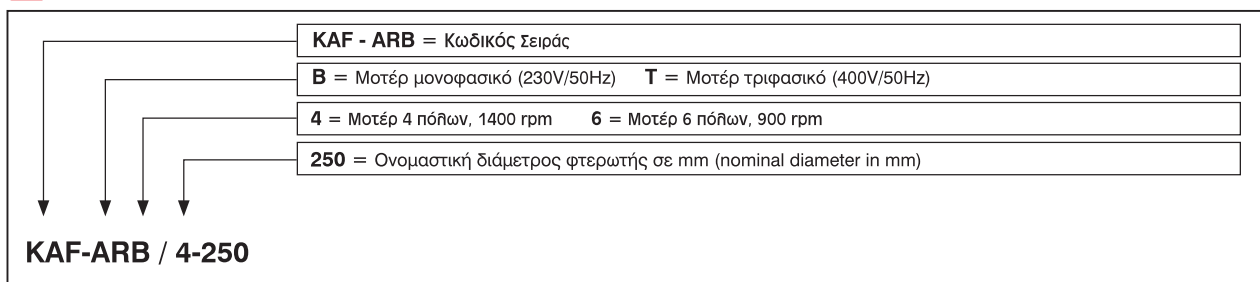 KAF - ARB = Κωδικός Σειράς
B = Μοτέρ μονοφασικό (230V/50Hz) T = Μοτέρ τριφασικό (400V/50Hz)
4 = Μοτέρ 4 πόλων, 1400 rpm 6 = Μοτέρ 6 πόλων, 900 rpm
250 = Ονομαστική διάμετρος φτερωτής σε mm (nominal diameter in mm)
KAF-ARB / 4-250